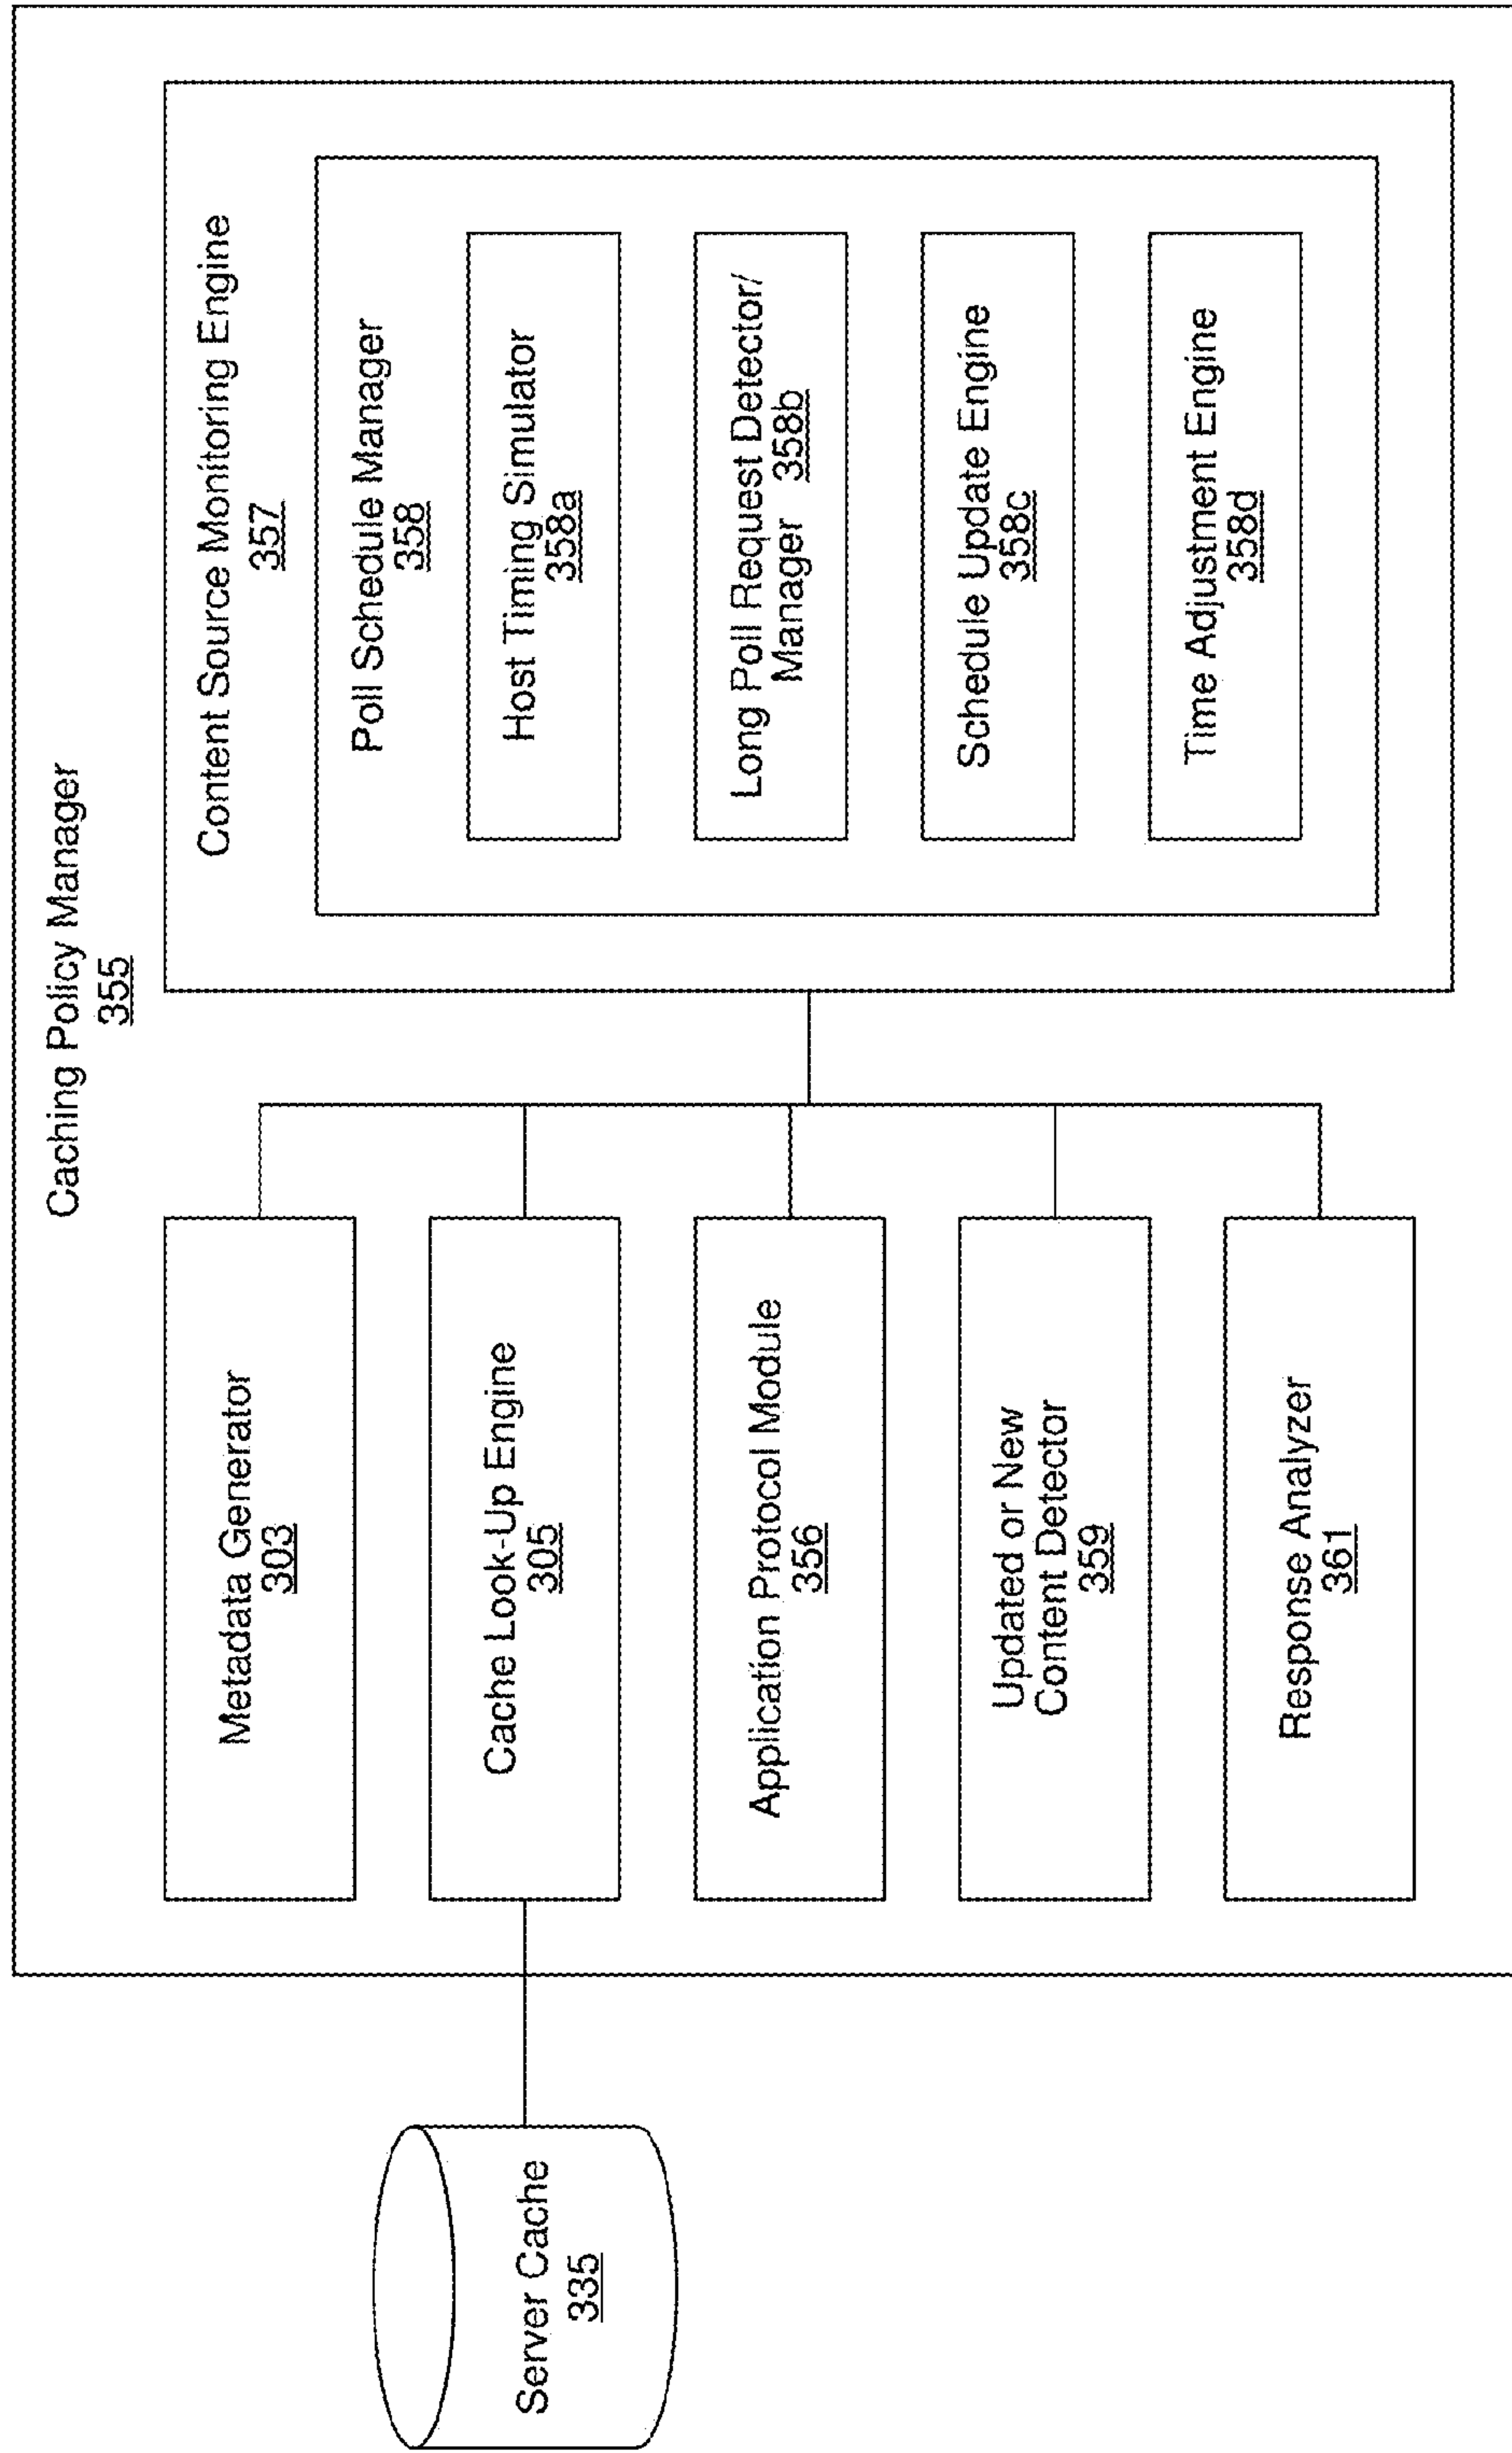 Caching Policy Manager
355
Server Cache
335
Metadata Generator
303
Cache Look-Up Engine
305
Application Protocol Module
356
Updated or New
Content Detector
359
Response Analyzer
361
Content Source Monitoring Engine
357
Poll Schedule Manager
358
Host Timing Simulator
358a
Long Poll Request Detector/
Manager 358b
Schedule Update Engine
358c
Time Adjustment Engine
358d